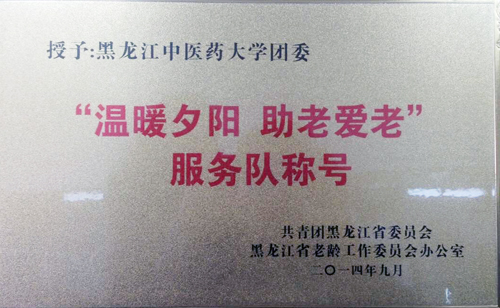 授予:黑龙江中医药大学团委
“温暖夕阳 助老爱老”
服务队称号
共青团黑龙江省委员会
黑龙江省老龄工作委员会办公室
二〇一四年九月